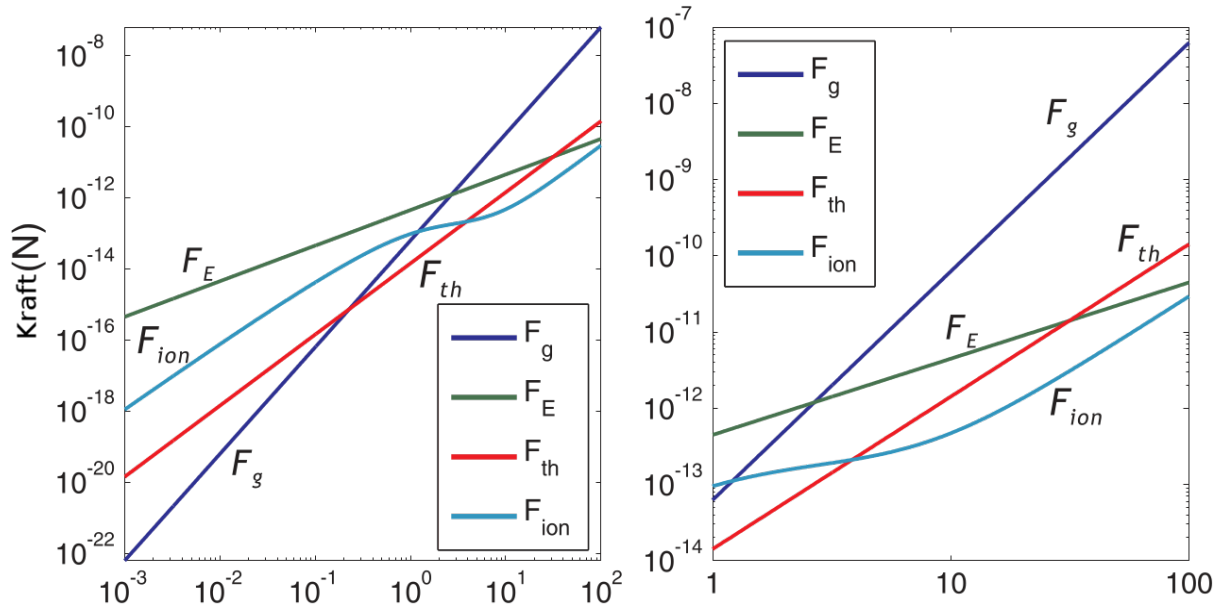 Kraft(N)
10^-8
10^-10
10^-12
10^-14
10^-16
10^-18
10^-20
10^-22
10^-3
10^-2
10^-1
10^0
10^1
10^2
F_E
F_ion
F_th
F_g
F_g
F_E
F_th
F_ion
10^-7
10^-8
10^-9
10^-10
10^-11
10^-12
10^-13
10^-14
1
10
100
F_g
F_E
F_th
F_ion
F_g
F_th
F_E
F_ion